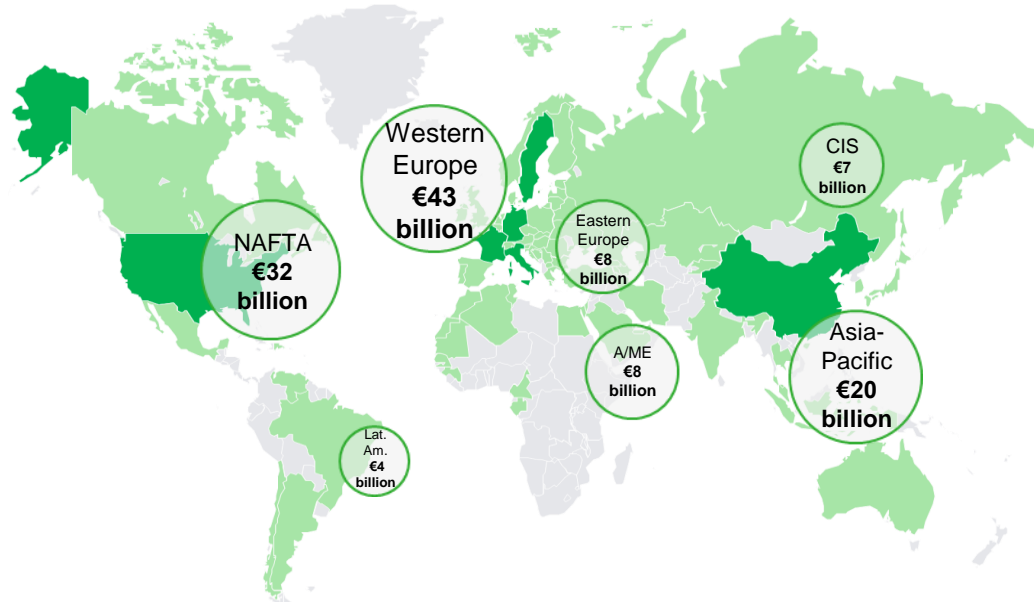 Western
Europe
€43
billion
CIS
€7
billion
NAFTA
€32
billion
Eastern
Europe
€8
billion
A/ME
€8
billion
Asia-
Pacific
€20
billion
Lat.
Am.
€4
billion